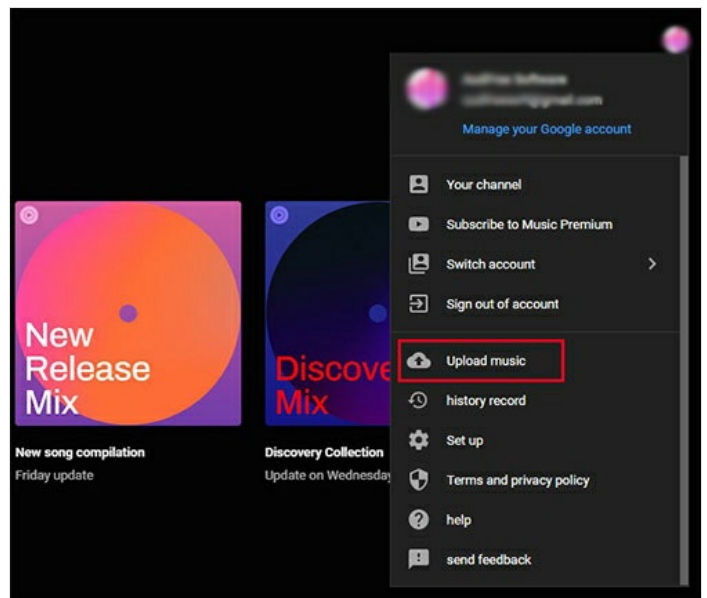 Manage your Google account
Your channel
Subscribe to Music Premium
Switch account
Sign out of account
Upload music
history record
Set up
Terms and privacy policy
help
send feedback
New
Release
Mix
New song compilation
Friday update
Discove
Mix
Discovery Collection
Update on Wednesday